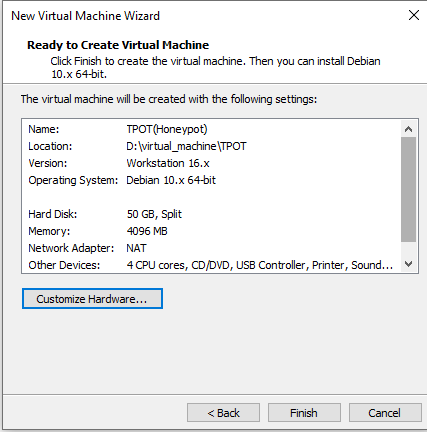 New Virtual Machine Wizard
Ready to Create Virtual Machine
Click Finish to create the virtual machine. Then you can install Debian
10.x 64-bit.
The virtual machine will be created with the following settings:
Name: TPOT(Honeypot)
Location: D:\virtual_machine\TPOT
Version: Workstation 16.x
Operating System: Debian 10.x 64-bit
Hard Disk: 50 GB, Split
Memory: 4096 MB
Network Adapter: NAT
Other Devices: 4 CPU cores, CD/DVD, USB Controller, Printer, Sound...
Customize Hardware...
< Back Finish Cancel